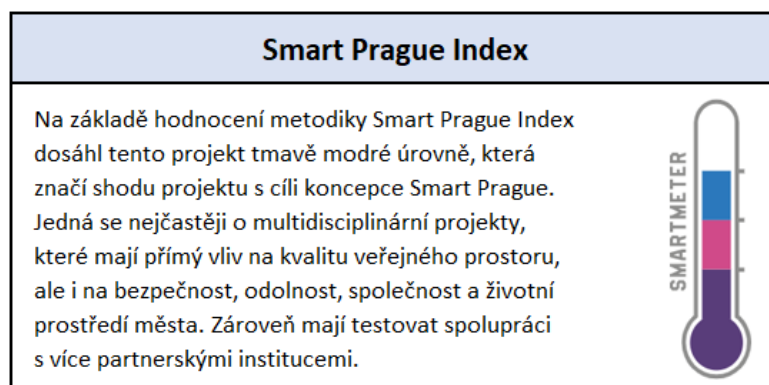 Smart Prague Index
Na základě hodnocení metodiky Smart Prague Index
dosáhl tento projekt tmavě modré úrovně, která
značí shodu projektu s cíli koncepce Smart Prague.
Jedná se nejčastěji o multidisciplinární projekty,
které mají přímý vliv na kvalitu veřejného prostoru,
ale i na bezpečnost, odolnost, společnost a životní
prostředí města. Zároveň mají testovat spolupráci
s více partnerskými institucemi.
SMARTMETER